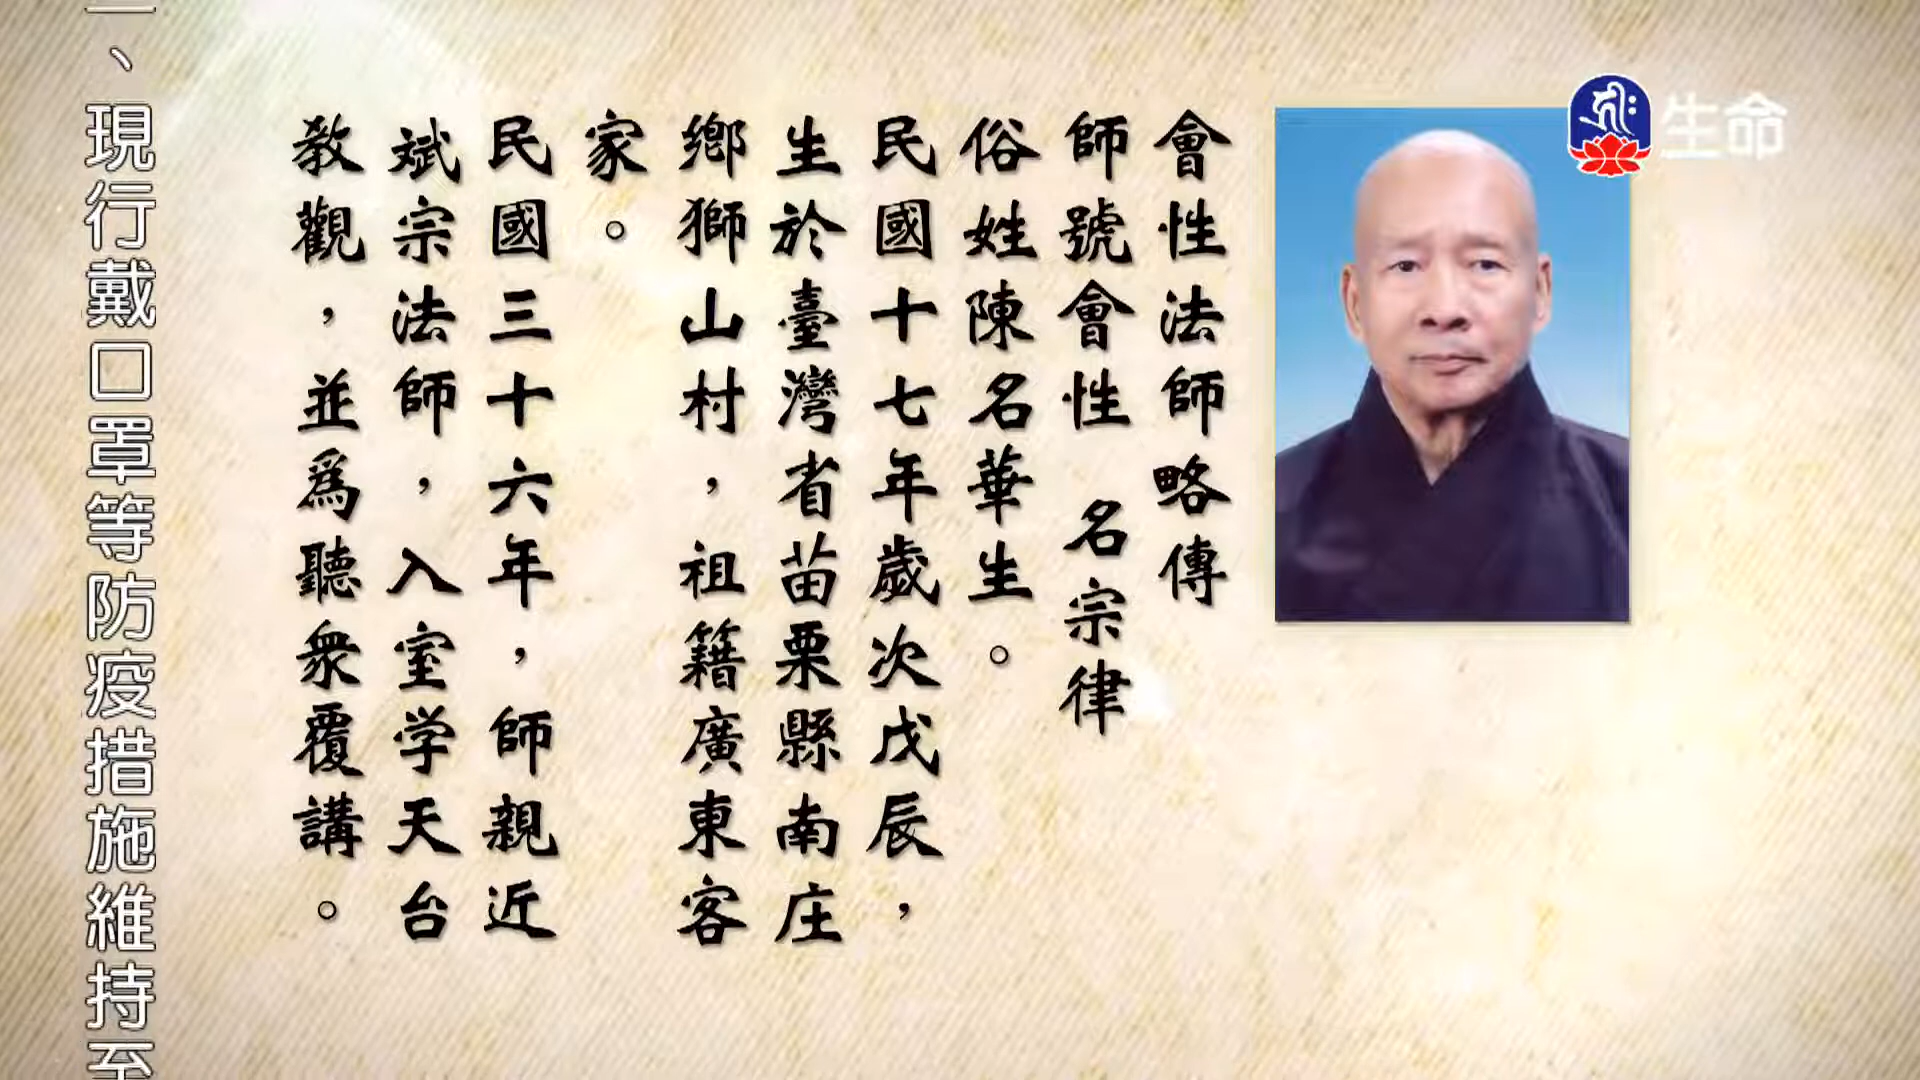 會性法師略傳
師號會性 名宗律
俗姓陳名華生。
民國十七年歲次戊辰，
生於臺灣省苗栗縣南庄
鄉獅山村，祖籍廣東客
家。
民國三十六年，師親近
斌宗法師，入室学天台
教觀，並為聽衆覆講。
生命
、現行戴口罩等防疫措施維持至